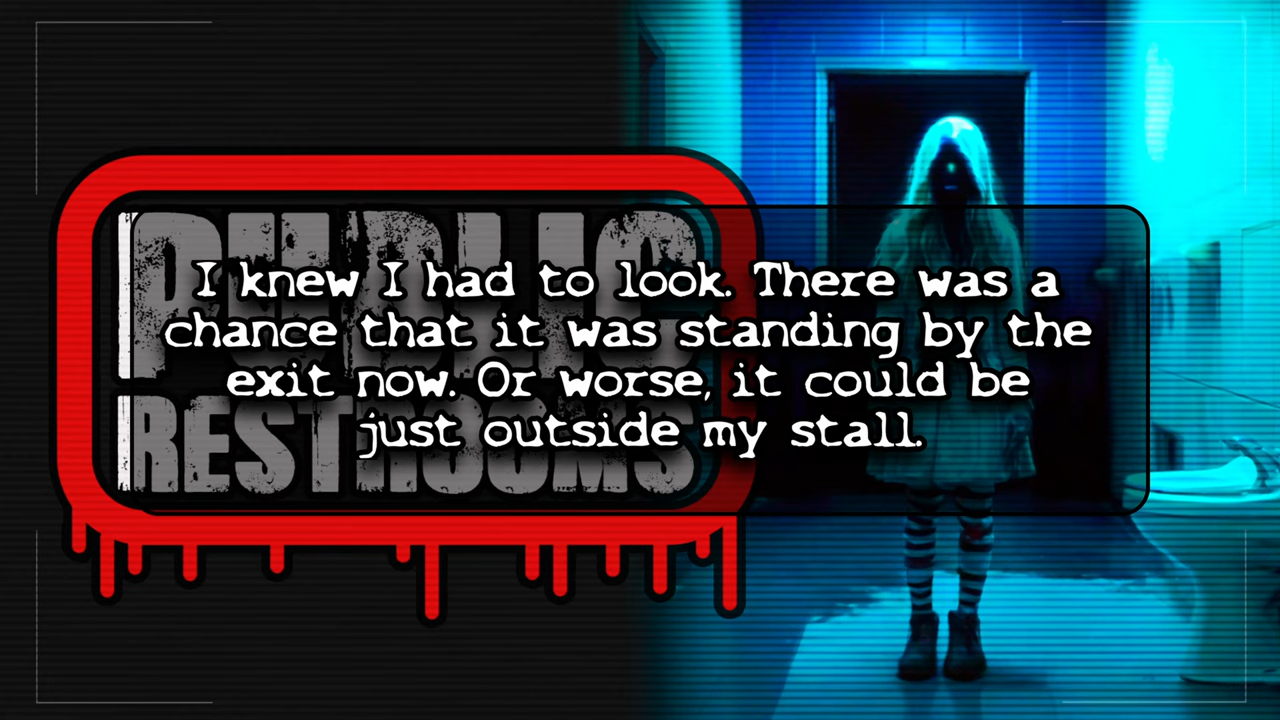 PUBLIC
RESTROOMS
I knew I had to look. There was a
chance that it was standing by the
exit now. Or worse, it could be
just outside my stall.